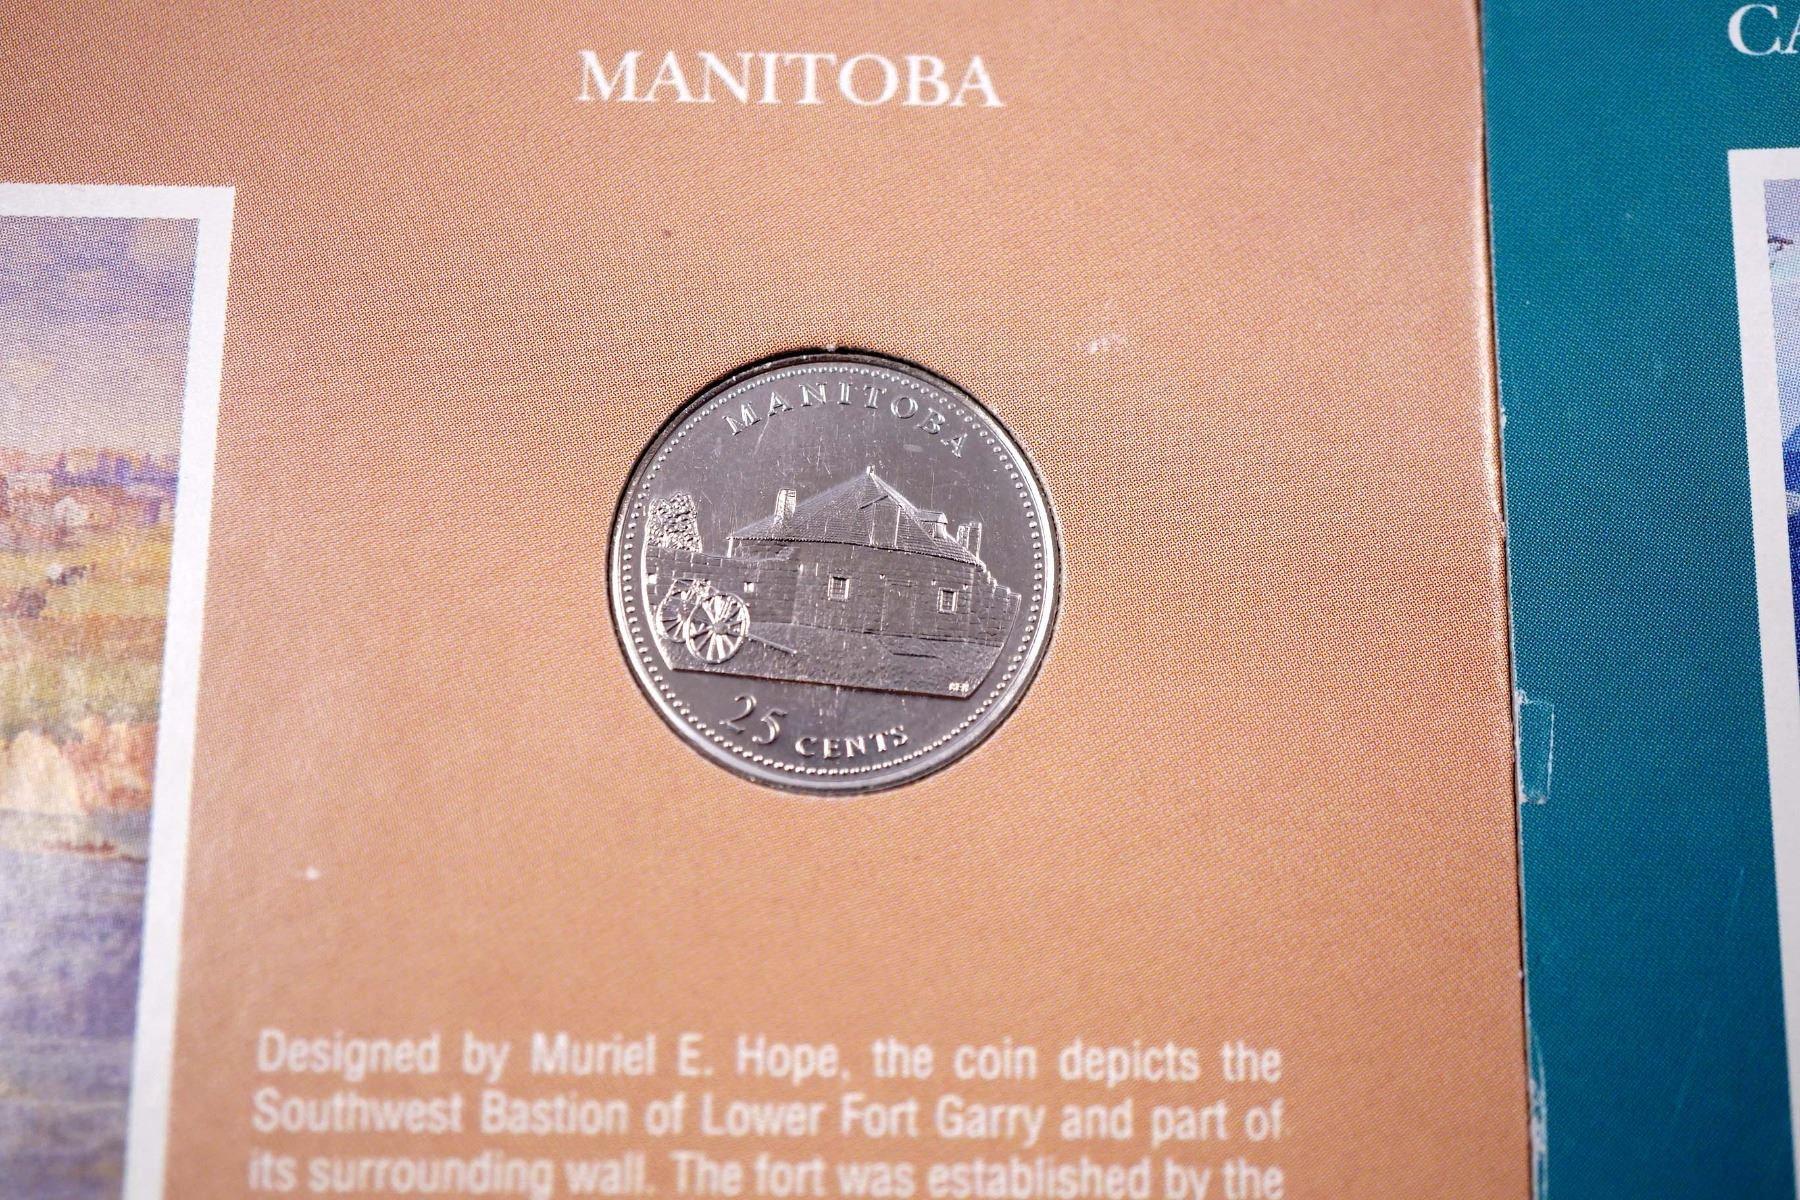 MANITOBA
CA
MANITOBA
25 CENTS
Designed by Muriel E. Hope, the coin depicts the
Southwest Bastion of Lower Fort Garry and part of
its surrounding wall. The fort was established by the